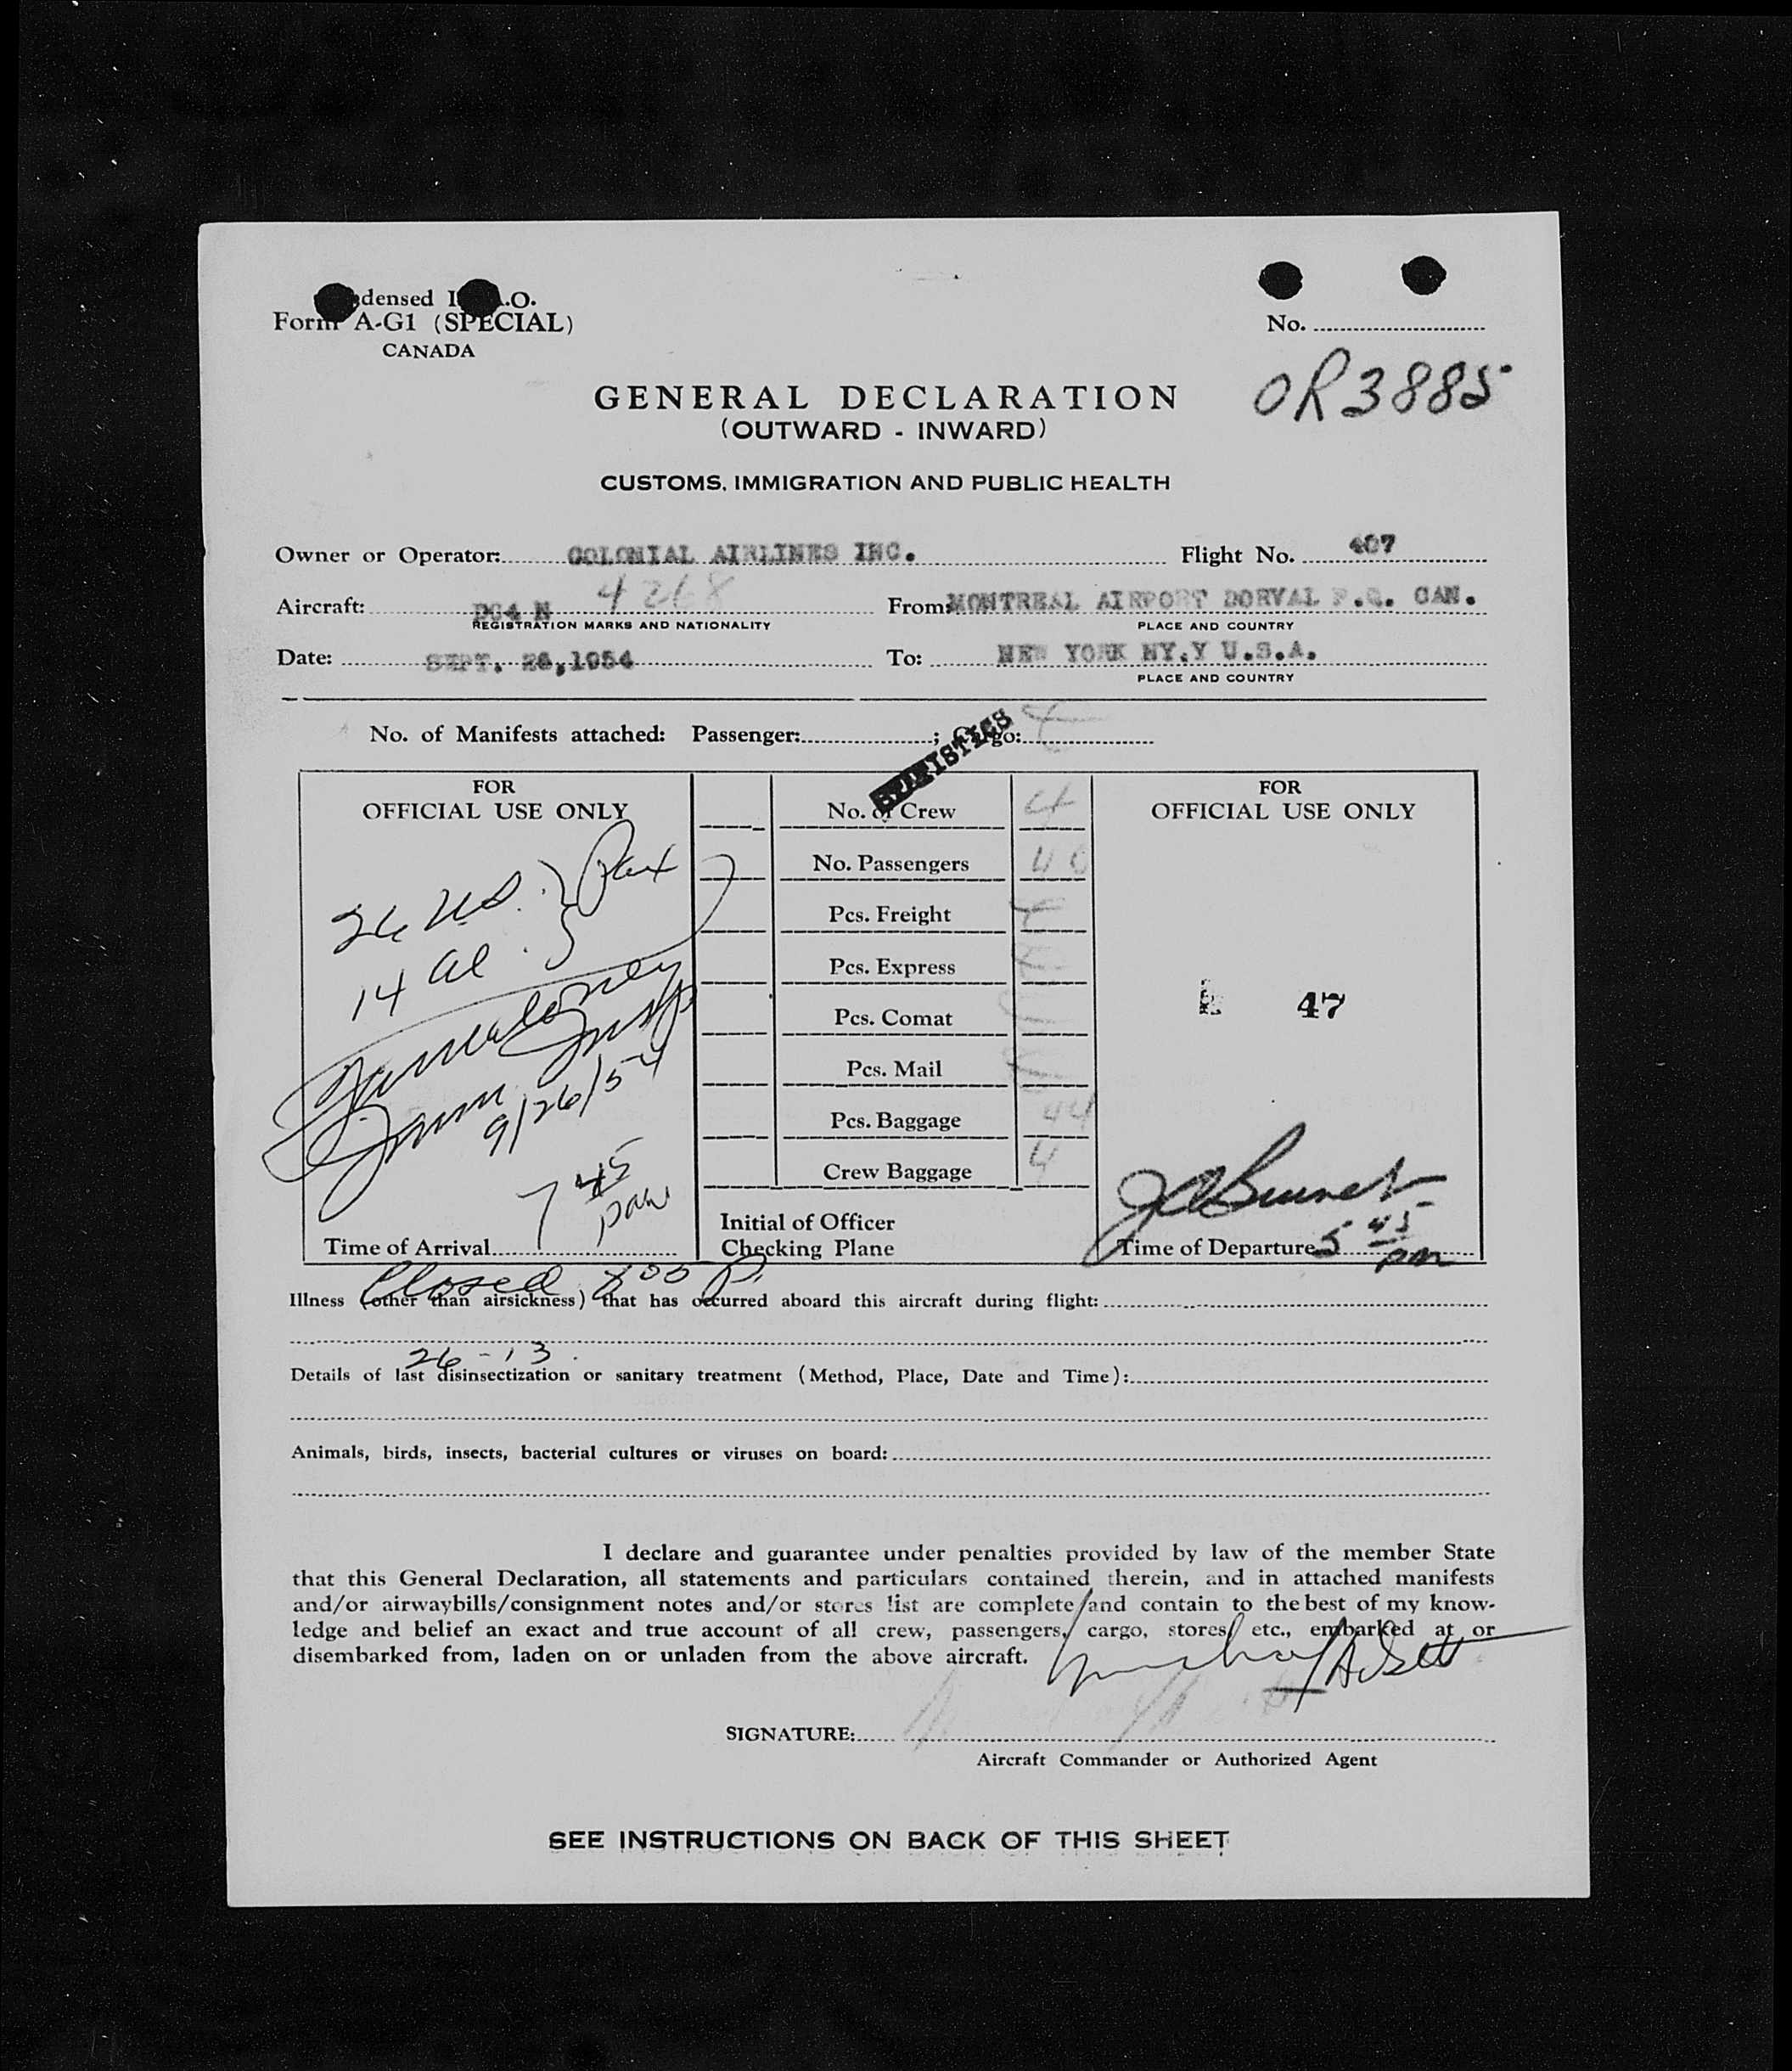 densed I .O.
Form A-G1 (SPECIAL)
CANADA
No.
OR3885
GENERAL DECLARATION
(OUTWARD - INWARD)
CUSTOMS, IMMIGRATION AND PUBLIC HEALTH
Owner or Operator: COLONIAL AIRLINES INC. Flight No. 407
Aircraft: DC4 N 4268 From: MONTREAL AIRPORT DORVAL P.Q. CAN.
REGISTRATION MARKS AND NATIONALITY PLACE AND COUNTRY
Date: SEPT. 26,1954 To: NEW YORK NY.Y U.S.A.
PLACE AND COUNTRY
No. of Manifests attached: Passenger: ; Cargo:
FOR
OFFICIAL USE ONLY
26 U.S. } Pax
14 al
9/26/54
7 45
Time of Arrival
No. of Crew 4
No. Passengers 40
Pcs. Freight
Pcs. Express
Pcs. Comat
Pcs. Mail
Pcs. Baggage 44
Crew Baggage 4
Initial of Officer
Checking Plane
FOR
OFFICIAL USE ONLY
47
Time of Departure 5 45 pm
Closed 805 P.
Illness (other than airsickness) that has occurred aboard this aircraft during flight:
26-13.
Details of last disinsectization or sanitary treatment (Method, Place, Date and Time):
Animals, birds, insects, bacterial cultures or viruses on board:
I declare and guarantee under penalties provided by law of the member State
that this General Declaration, all statements and particulars contained therein, and in attached manifests
and/or airwaybills/consignment notes and/or stores list are complete and contain to the best of my know-
ledge and belief an exact and true account of all crew, passengers, cargo, stores, etc., embarked at or
disembarked from, laden on or unladen from the above aircraft.
SIGNATURE:
Aircraft Commander or Authorized Agent
SEE INSTRUCTIONS ON BACK OF THIS SHEET